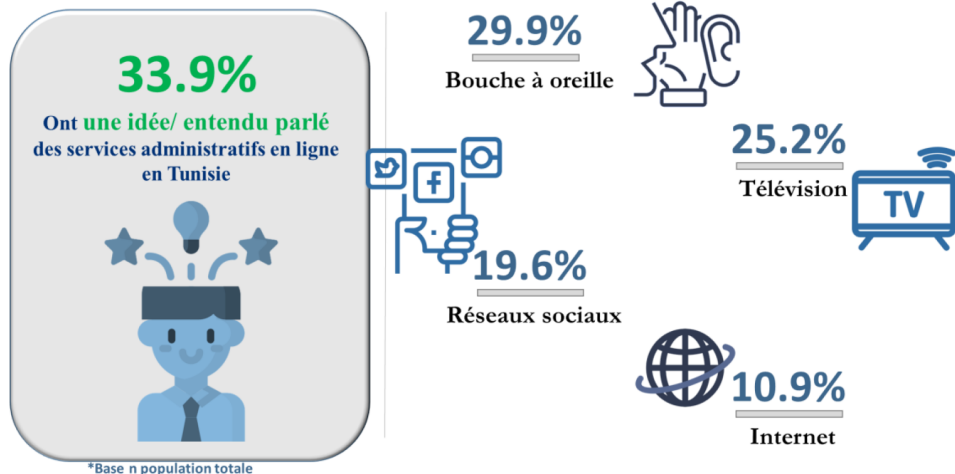 33.9%
Ont une idée/ entendu parlé
des services administratifs en ligne
en Tunisie
*Base n population totale
29.9%
Bouche à oreille
25.2%
Télévision
TV
19.6%
Réseaux sociaux
10.9%
Internet